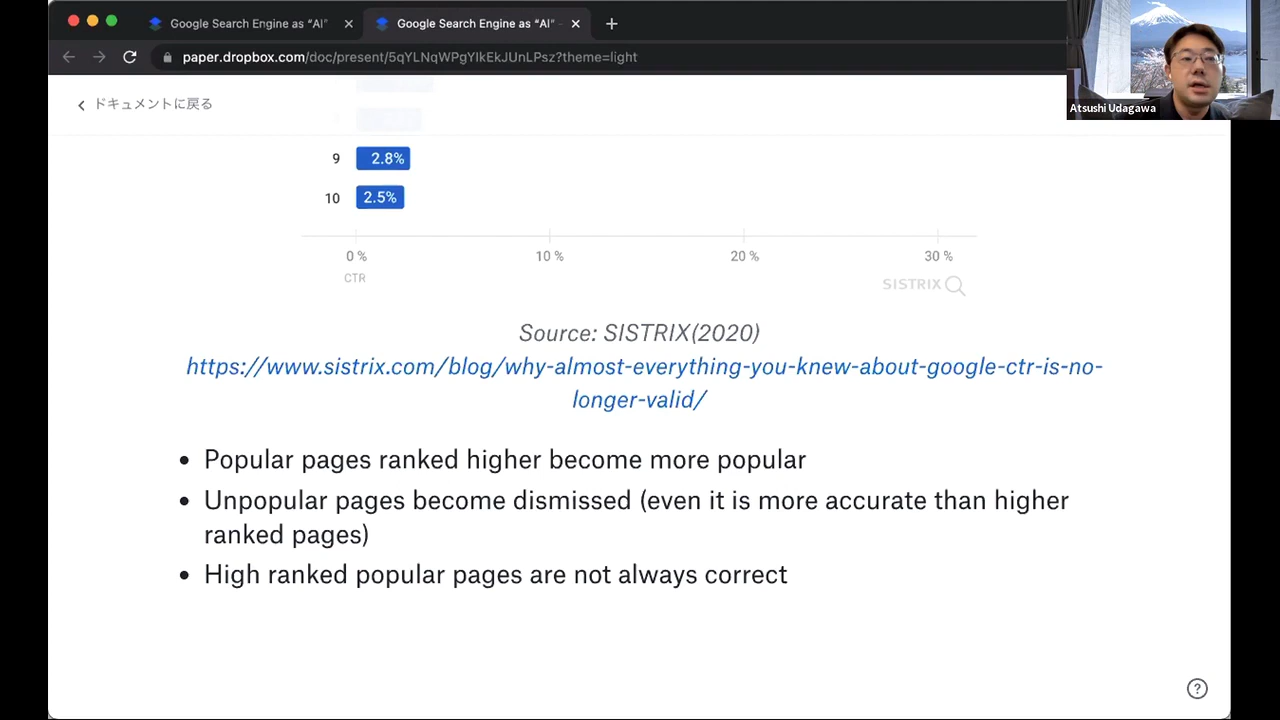 Google Search Engine as “AI”
Google Search Engine as “AI” -
paper.dropbox.com/doc/present/5qYLNqWPgYlkEkJUnLPsz?theme=light
Atsushi Udagawa
ドキュメントに戻る
9 2.8%
10 2.5%
0 % 10 % 20 % 30 %
CTR
SISTRIX
Source: SISTRIX(2020)
https://www.sistrix.com/blog/why-almost-everything-you-knew-about-google-ctr-is-no-
longer-valid/
• Popular pages ranked higher become more popular
• Unpopular pages become dismissed (even it is more accurate than higher
ranked pages)
• High ranked popular pages are not always correct